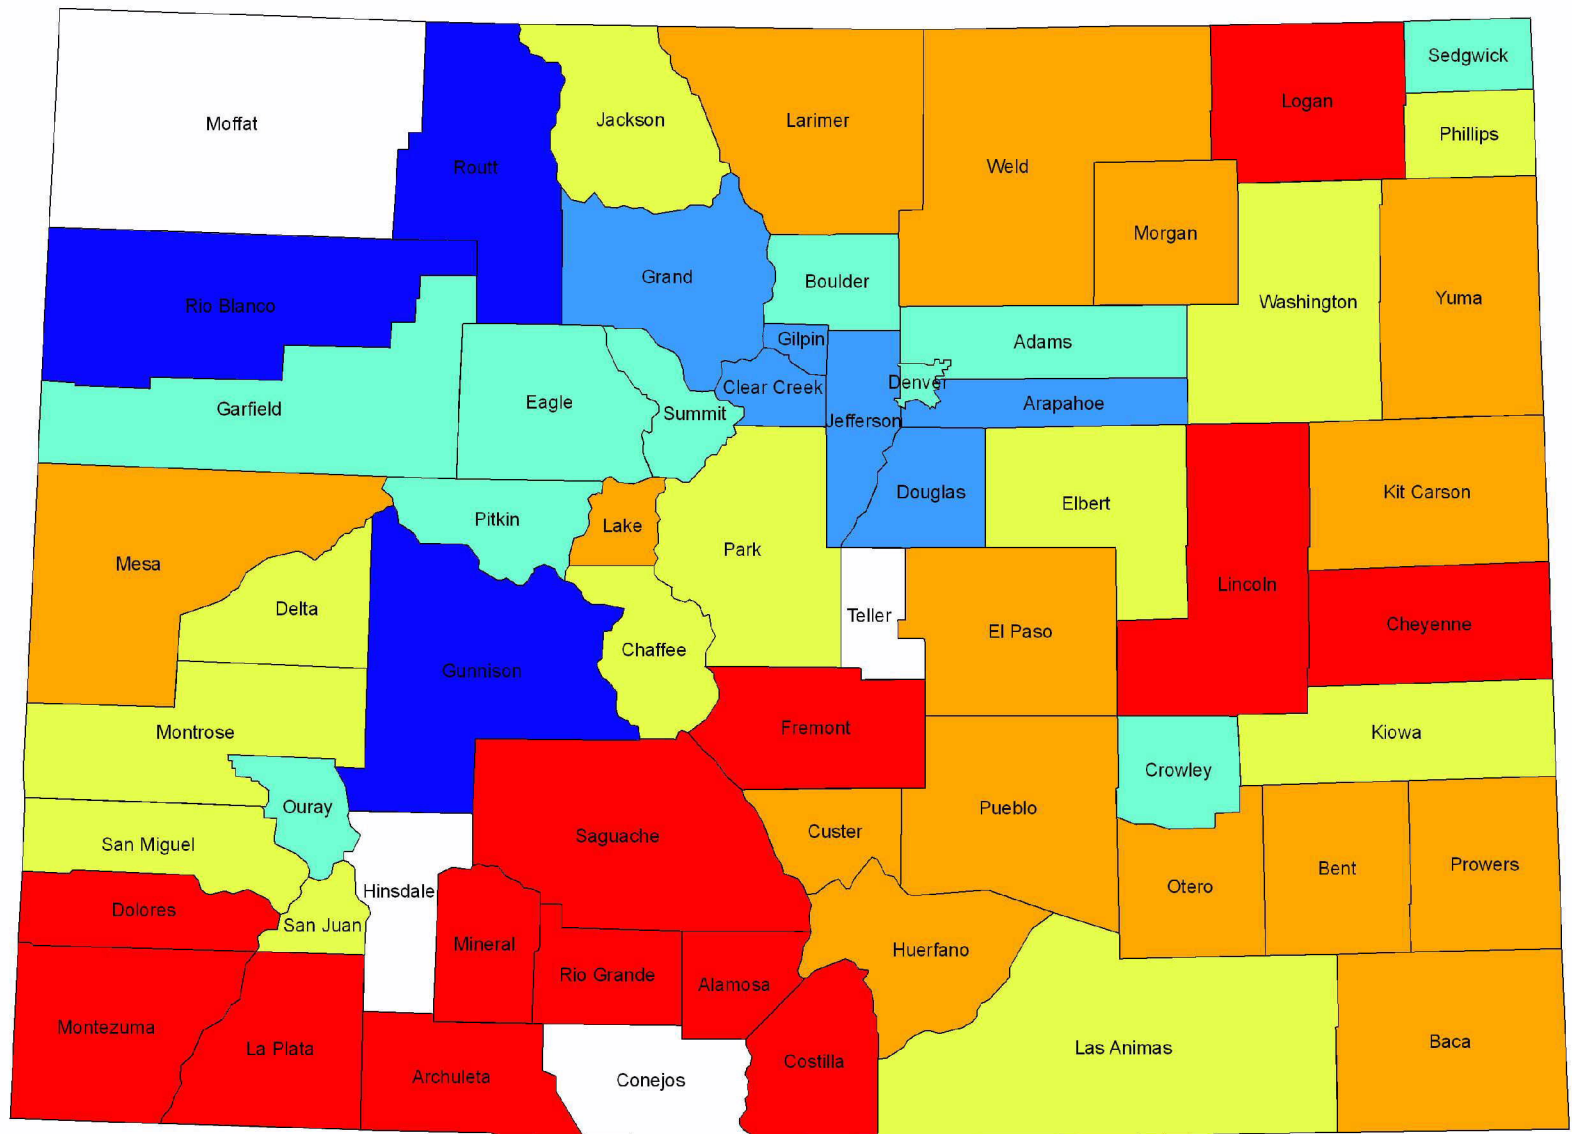 Sedgwick
Logan
Moffat
Jackson
Larimer
Phillips
Routt
Weld
Morgan
Grand
Boulder
Yuma
Washington
Rio Blanco
Gilpin
Adams
Denver
Clear Creek
Eagle
Arapahoe
Garfield
Summit
Jefferson
Douglas
Kit Carson
Elbert
Pitkin
Lake
Park
Mesa
Lincoln
Delta
Teller
Cheyenne
El Paso
Chaffee
Gunnison
Fremont
Montrose
Kiowa
Crowley
Ouray
Pueblo
Custer
Saguache
San Miguel
Prowers
Bent
Otero
Hinsdale
Dolores
San Juan
Mineral
Huerfano
Rio Grande
Alamosa
Montezuma
Baca
La Plata
Las Animas
Costilla
Archuleta
Conejos